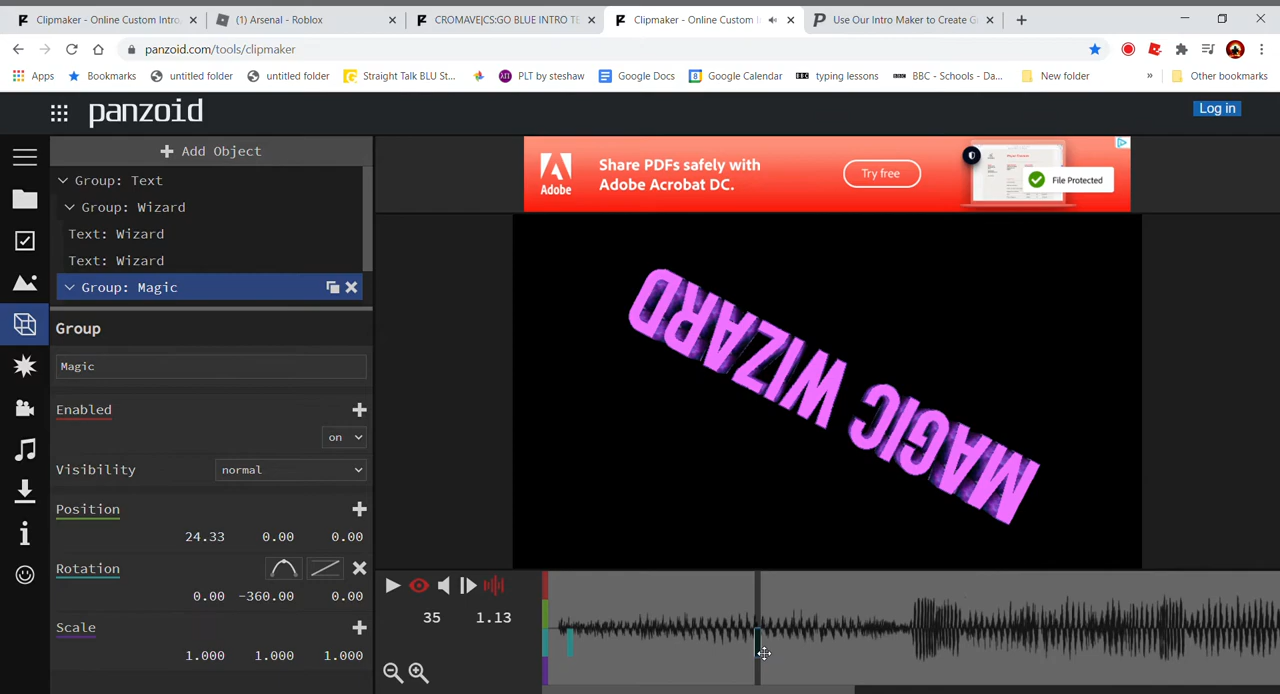 Clipmaker - Online Custom Intro
(1) Arsenal - Roblox
CROMAVE|CS:GO BLUE INTRO TE
Clipmaker - Online Custom I
Use Our Intro Maker to Create G
panzoid.com/tools/clipmaker
Apps
Bookmarks
untitled folder
untitled folder
Straight Talk BLU St...
PLT by steshaw
Google Docs
Google Calendar
BBC
typing lessons
BBC
BBC - Schools - Da...
New folder
»
Other bookmarks
panzoid
Log in
Add Object
Group: Text
Group: Wizard
Text: Wizard
Text: Wizard
Group: Magic
Adobe
Share PDFs safely with
Adobe Acrobat DC.
Try free
File Protected
Group
Magic
Enabled
on
Visibility
normal
Position
24.33 0.00 0.00
Rotation
0.00 -360.00 0.00
Scale
1.000 1.000 1.000
MAGIC WIZARD
35 1.13